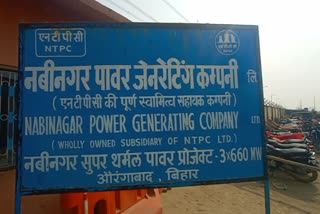 एन टी पी सी
NTPC
नबीनगर पावर जेनरेटिंग कम्पनी लि
(एनटीपीसी की पूर्ण स्वामित्व सहायक कम्पनी)
NABINAGAR POWER GENERATING COMPANY LTD.
(WHOLLY OWNED SUBSIDIARY OF NTPC LTD.)
नबीनगर सुपर थर्मल पावर प्रोजेक्ट - 3×660 MW
औरंगाबाद, बिहार